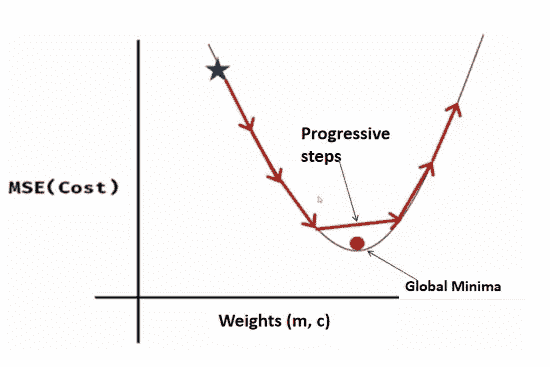 Progressive
steps
MSE(Cost)
Global Minima
Weights (m, c)